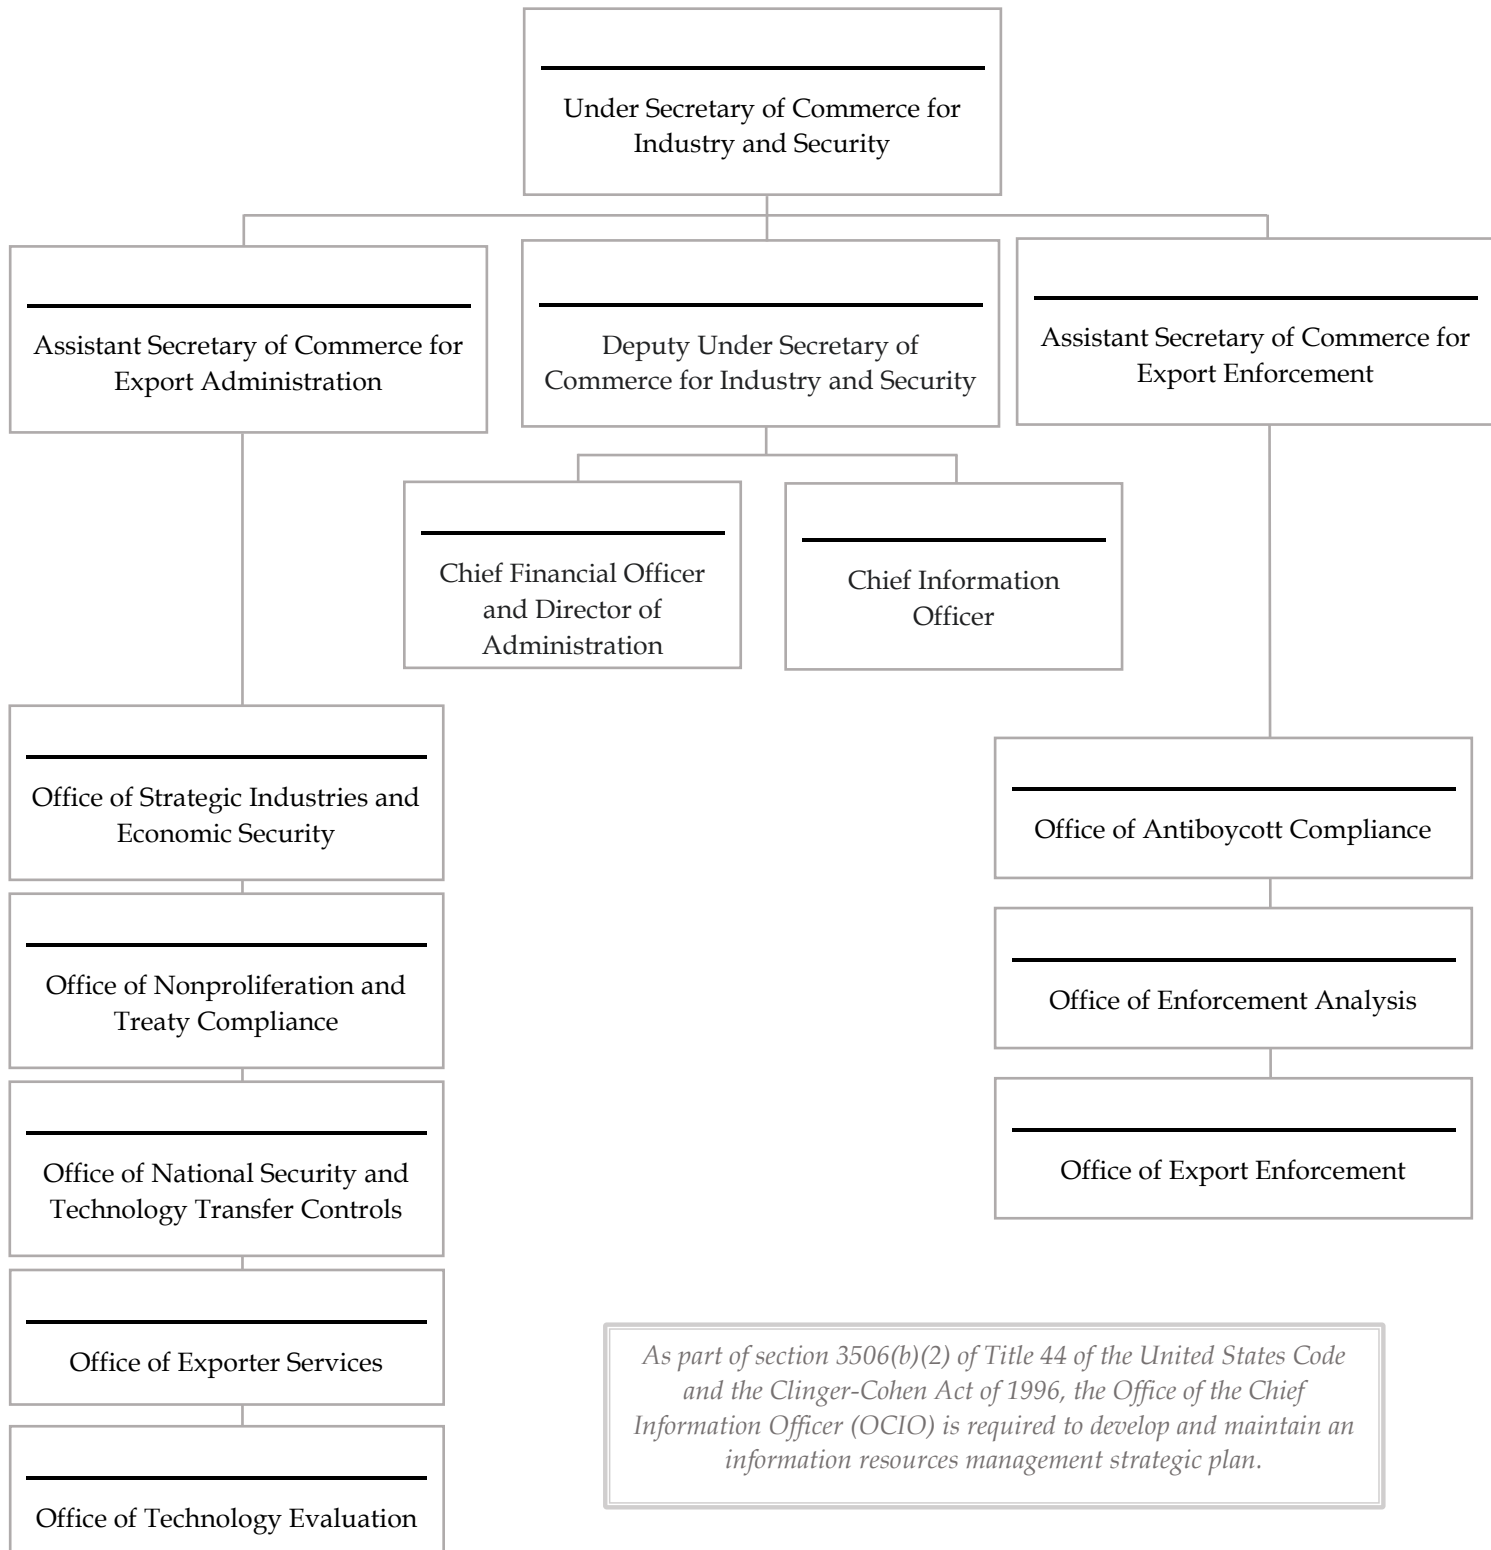 Under Secretary of Commerce for
Industry and Security
Assistant Secretary of Commerce for
Export Administration
Deputy Under Secretary of
Commerce for Industry and Security
Assistant Secretary of Commerce for
Export Enforcement
Chief Financial Officer
and Director of
Administration
Chief Information
Officer
Office of Strategic Industries and
Economic Security
Office of Nonproliferation and
Treaty Compliance
Office of National Security and
Technology Transfer Controls
Office of Exporter Services
Office of Technology Evaluation
Office of Antiboycott Compliance
Office of Enforcement Analysis
Office of Export Enforcement
As part of section 3506(b)(2) of Title 44 of the United States Code
and the Clinger-Cohen Act of 1996, the Office of the Chief
Information Officer (OCIO) is required to develop and maintain an
information resources management strategic plan.